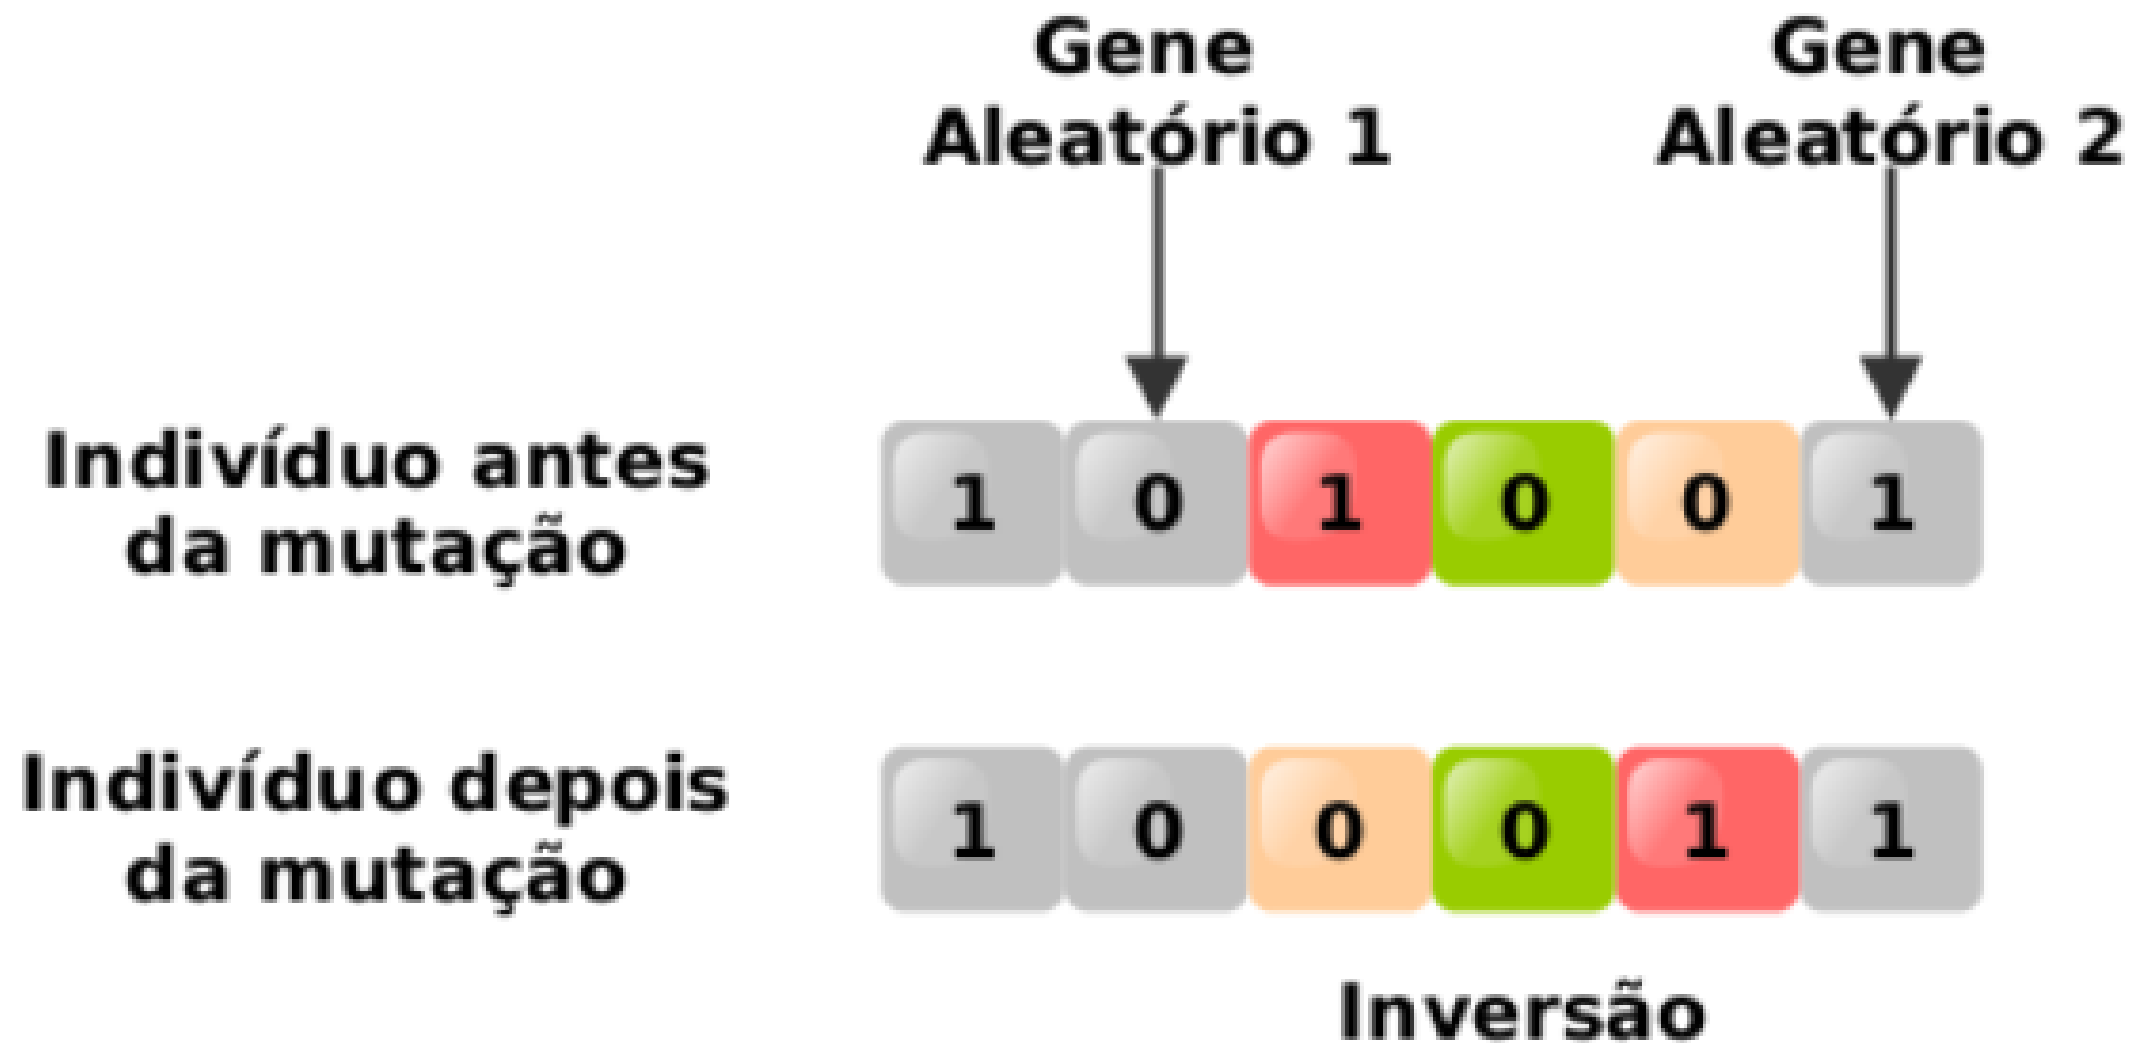 Gene
Aleatório 1
Gene
Aleatório 2
Indivíduo antes
da mutação
1 0 1 0 0 1
Indivíduo depois
da mutação
1 0 0 0 1 1
Inversão